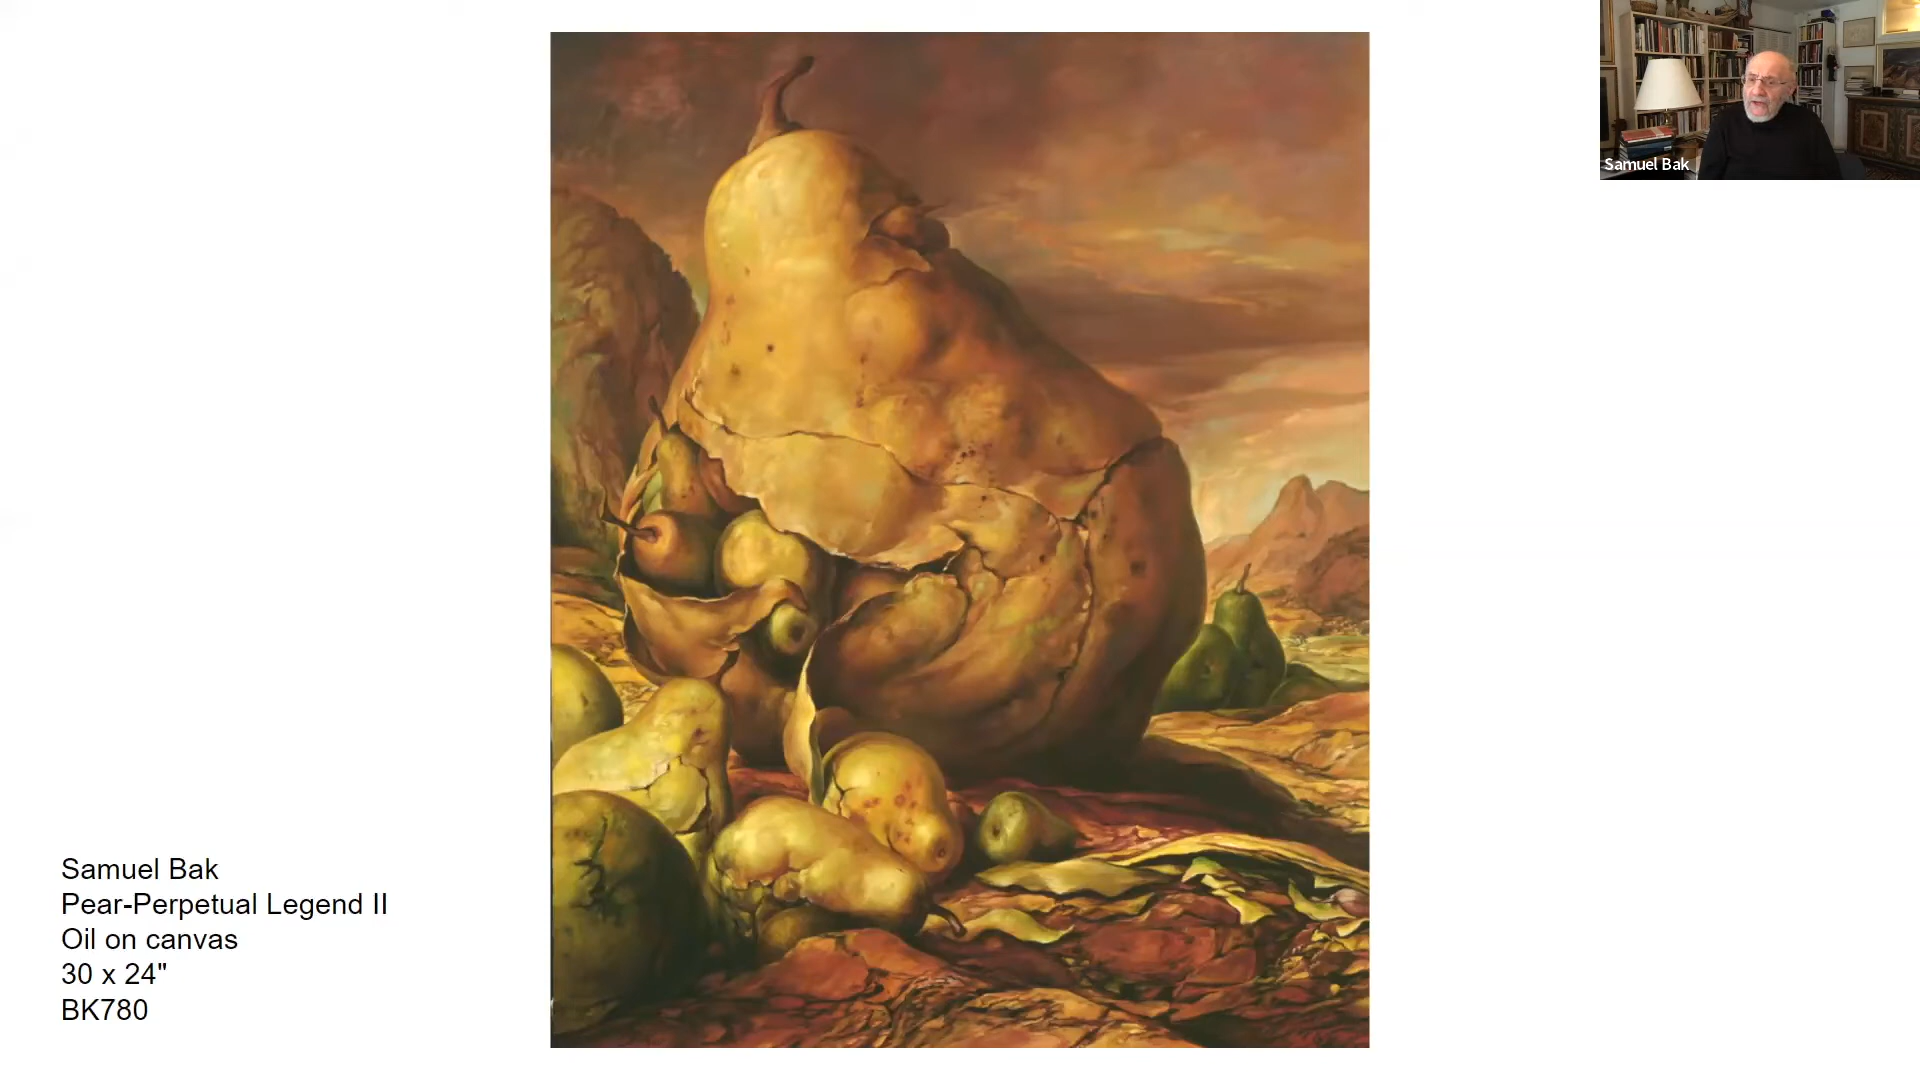 Samuel Bak
Samuel Bak
Pear-Perpetual Legend II
Oil on canvas
30 x 24"
BK780